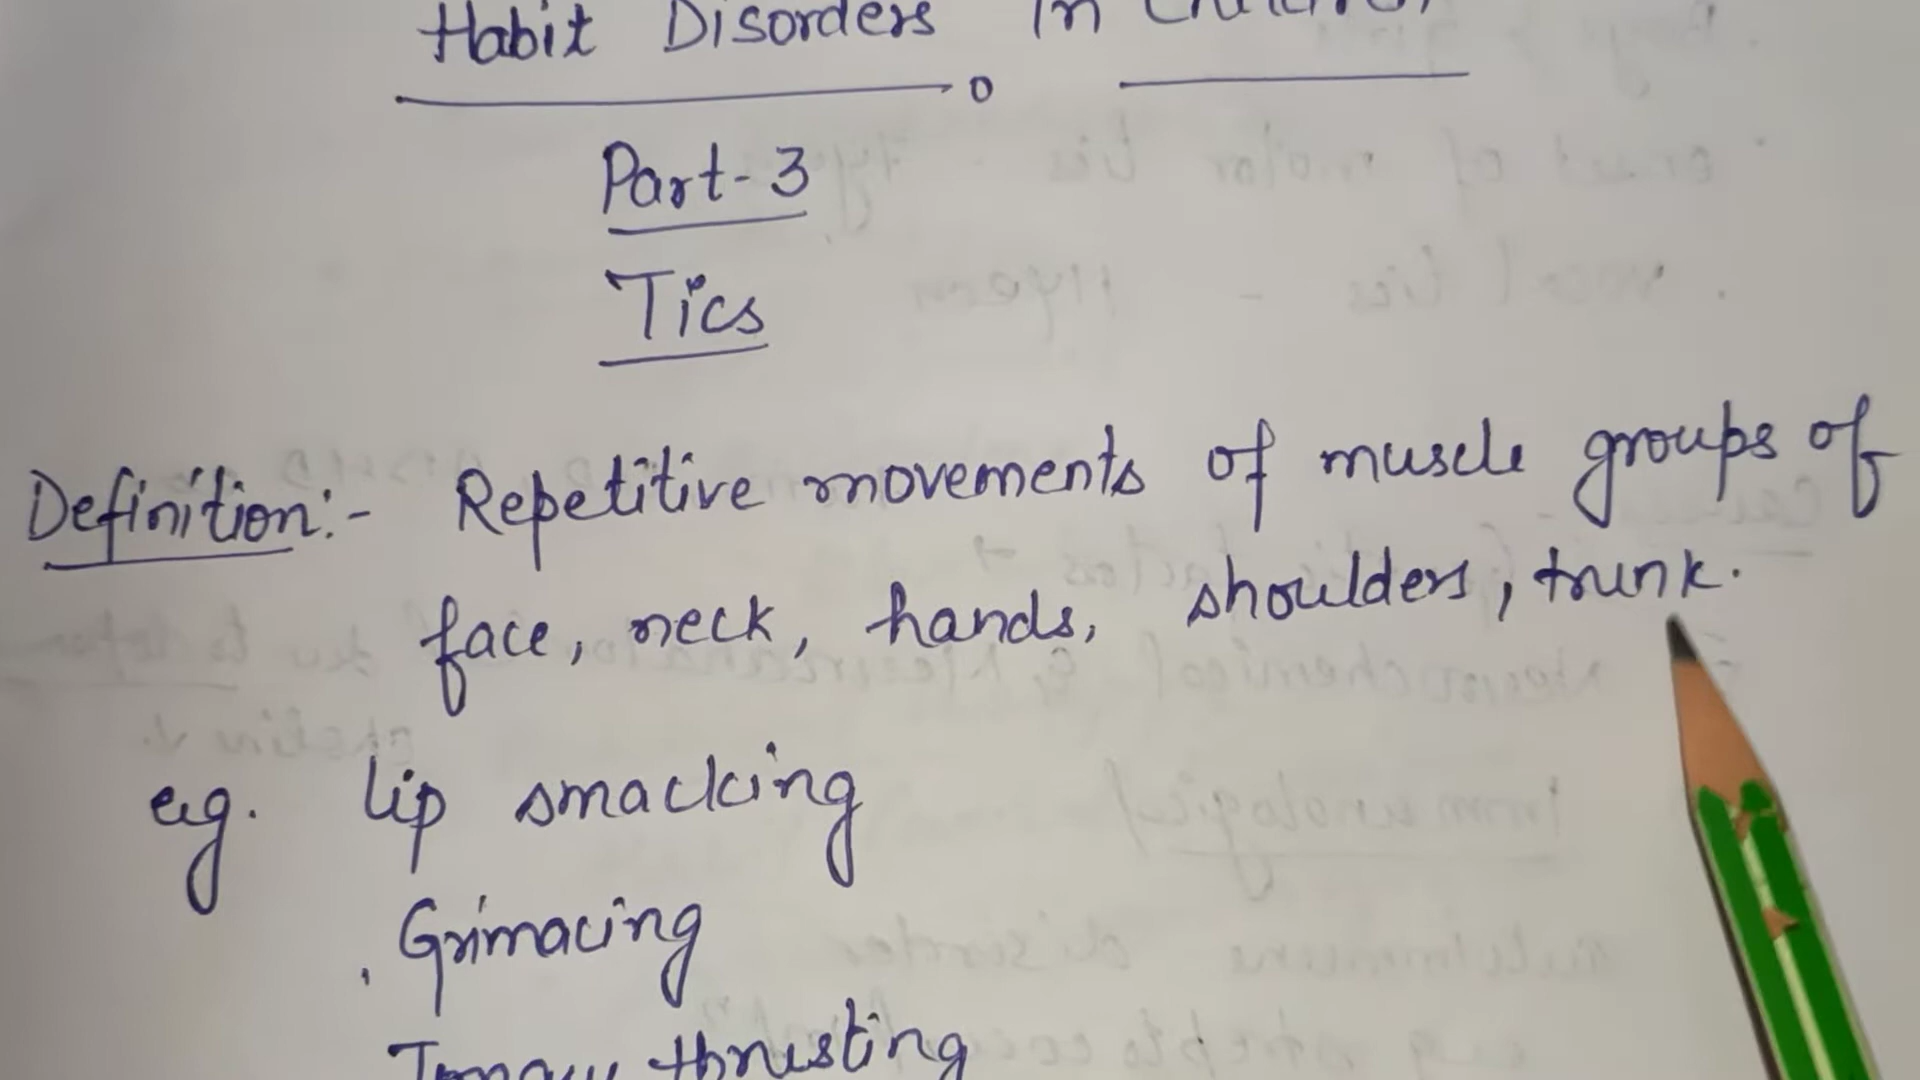 Habit Disorders In Children
Part-3
Tics
Definition:- Repetitive movements of muscle groups of
face, neck, hands, shoulders, trunk.
eg. lip smacking
Grimacing
thrusting